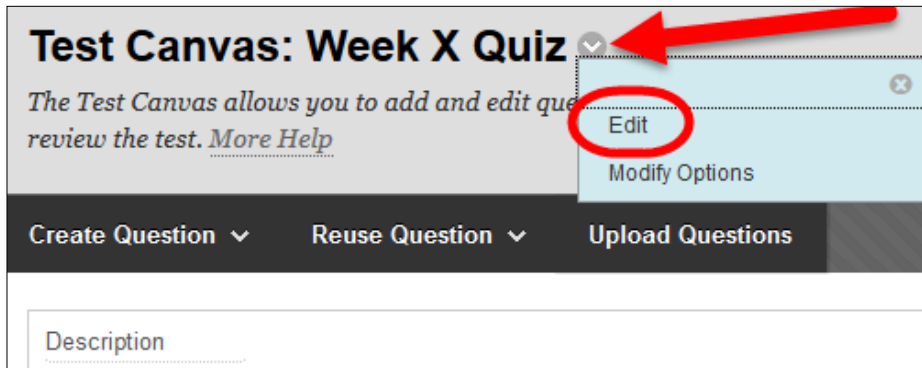 Test Canvas: Week X Quiz
The Test Canvas allows you to add and edit que
review the test. More Help
Edit
Modify Options
Create Question Reuse Question Upload Questions
Description